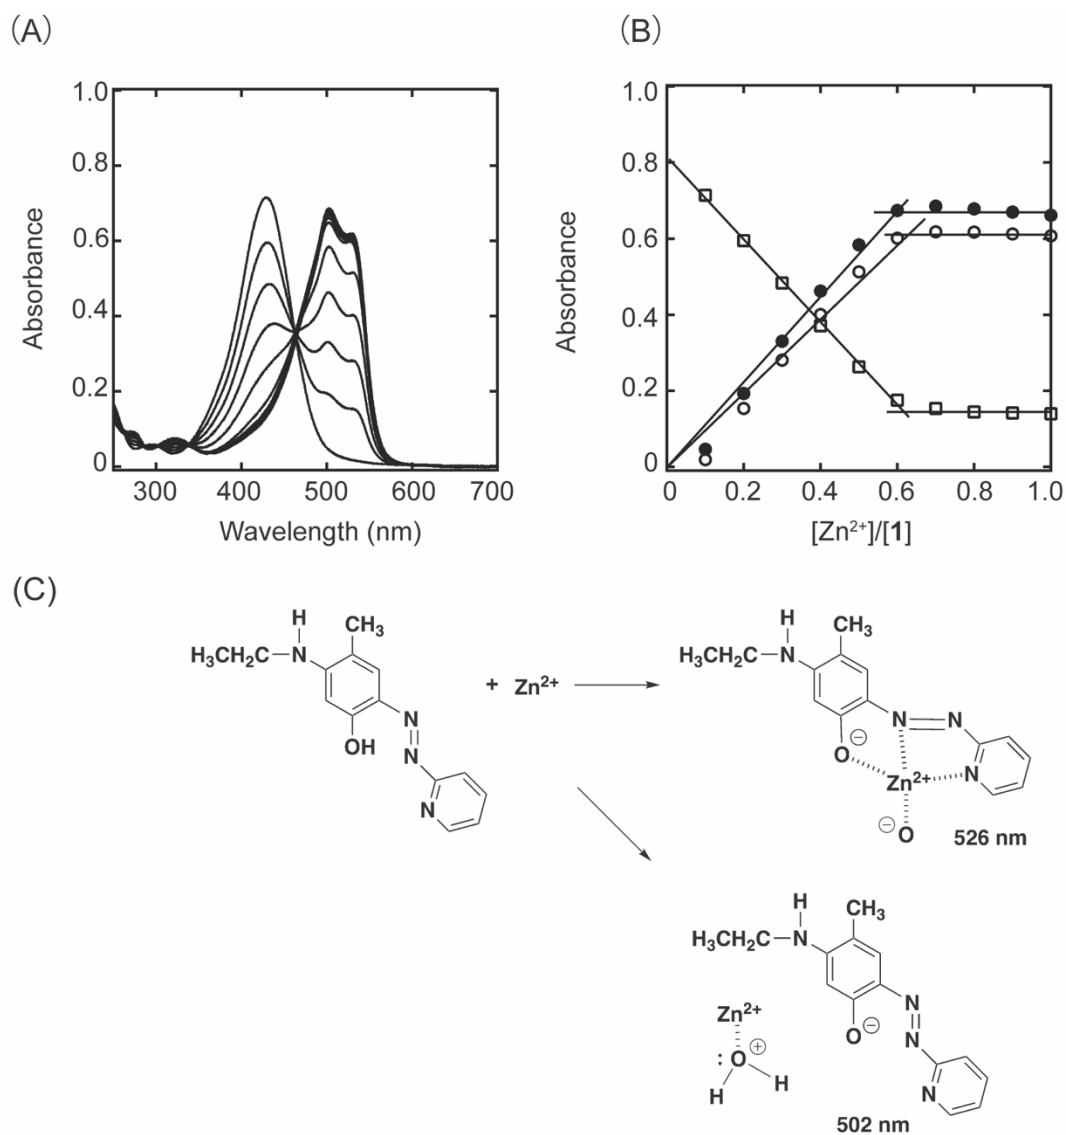 (A)
1.0
0.8
0.6
0.4
0.2
0
Absorbance
300
400
500
600
700
Wavelength (nm)
(B)
1.0
0.8
0.6
0.4
0.2
0
Absorbance
0
0.2
0.4
0.6
0.8
1.0
[Zn²⁺]/[1]
(C)
H
H₃CH₂C
N
CH₃
OH
N
N
N
+ Zn²⁺
H
H₃CH₂C
N
CH₃
N
N
O
⊖
Zn²⁺
N
⊖
O
526 nm
H
H₃CH₂C
N
CH₃
Zn²⁺
: O
⊕
H
H
O
⊖
N
N
N
502 nm